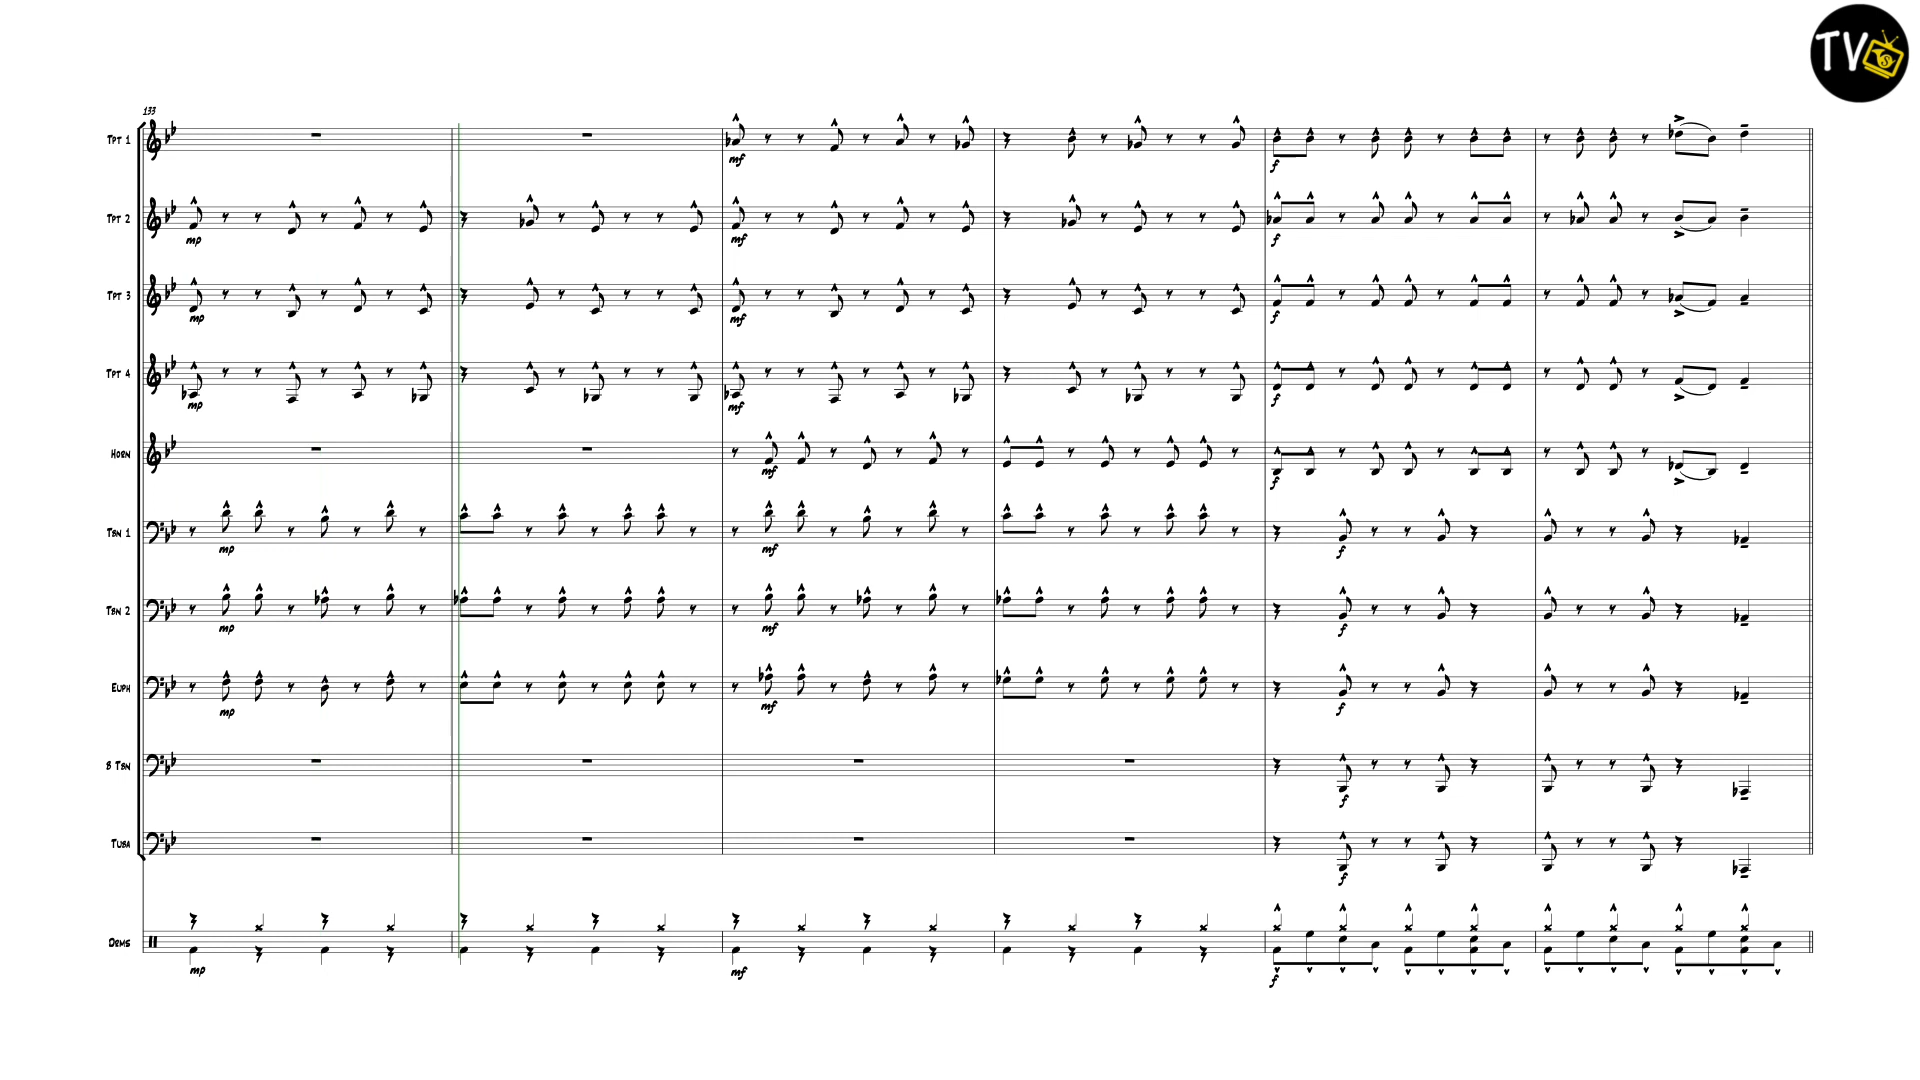 TV
133
Tpt 1
mf
f
Tpt 2
mp
mf
f
Tpt 3
mp
mf
f
Tpt 4
mp
mf
f
Horn
mf
f
Tbn 1
mp
mf
f
Tbn 2
mp
mf
f
Euph
mp
mf
f
B Tbn
f
Tuba
f
Drms
mp
mf
f